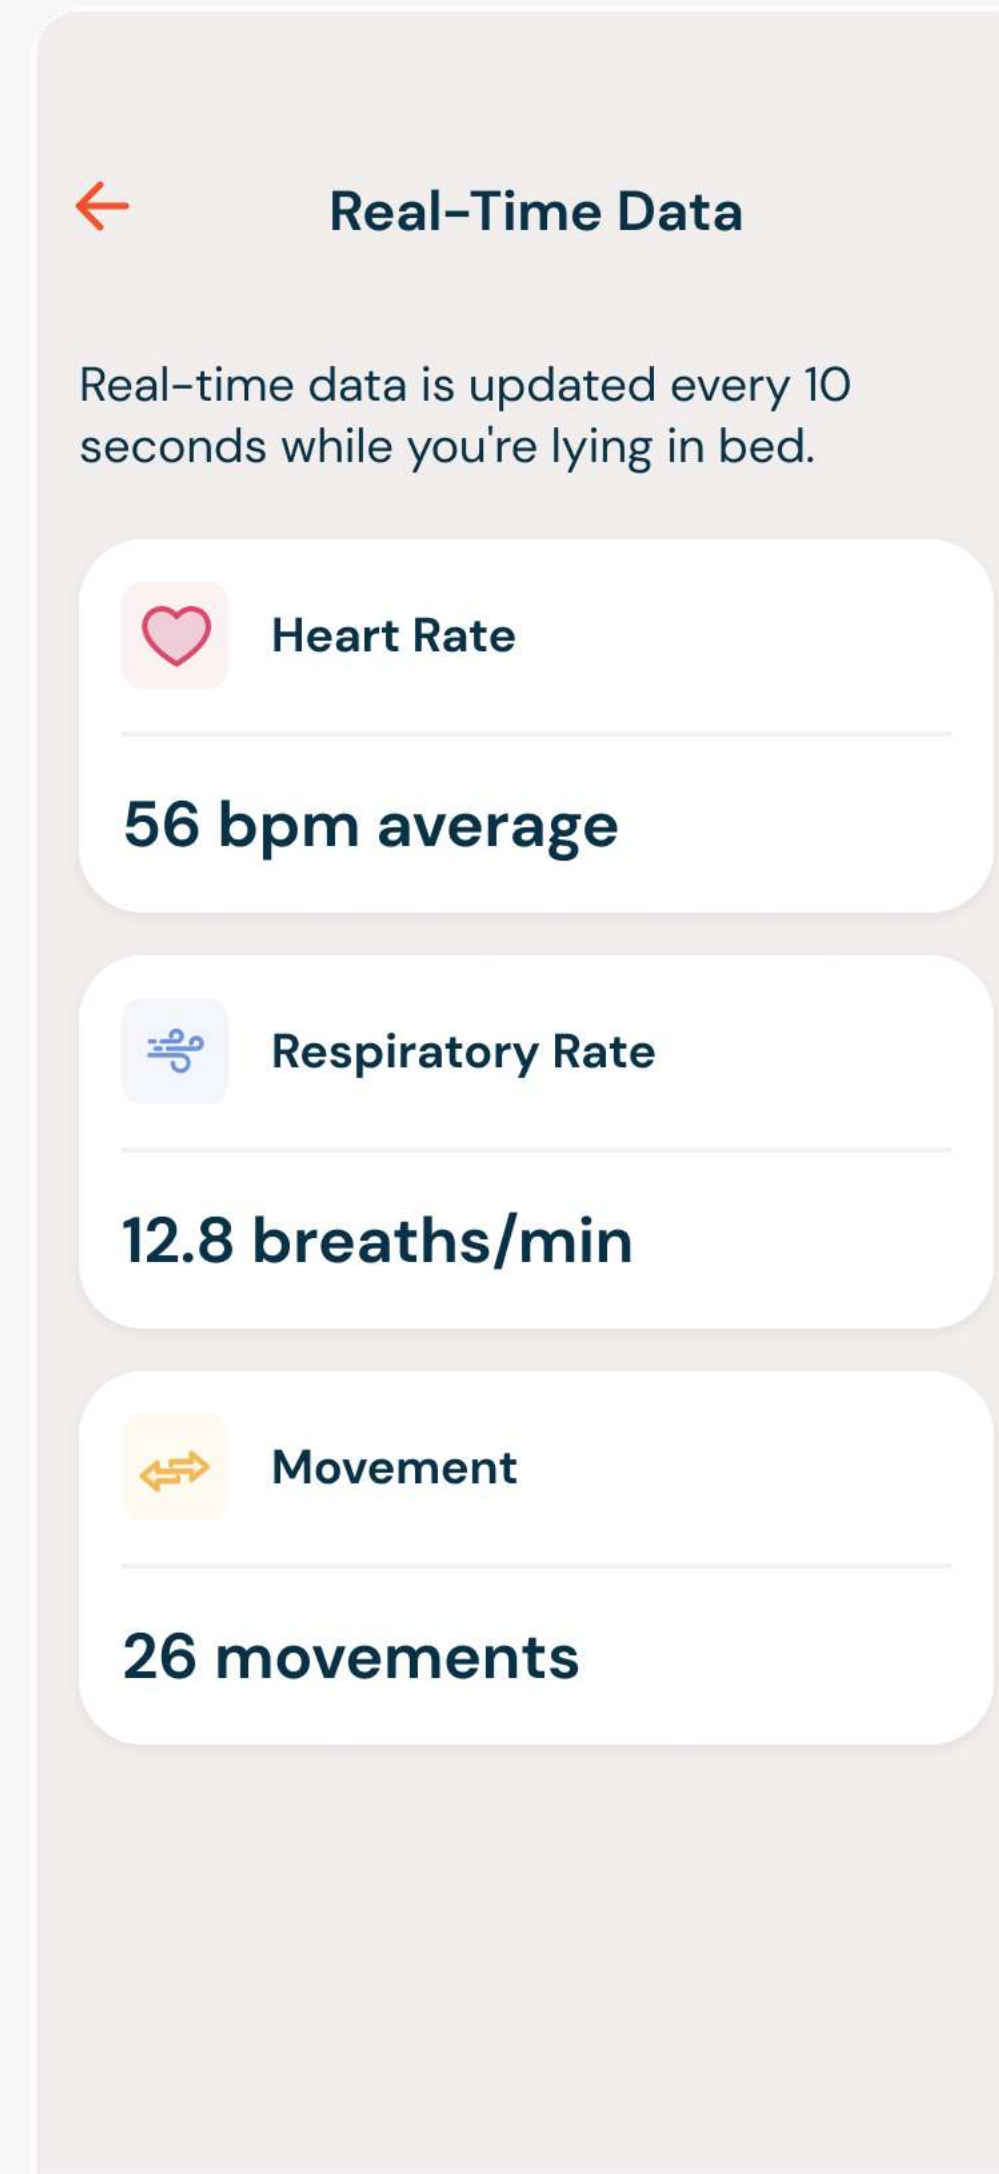 Real-Time Data
Real-time data is updated every 10
seconds while you're lying in bed.
Heart Rate
56 bpm average
Respiratory Rate
12.8 breaths/min
Movement
26 movements